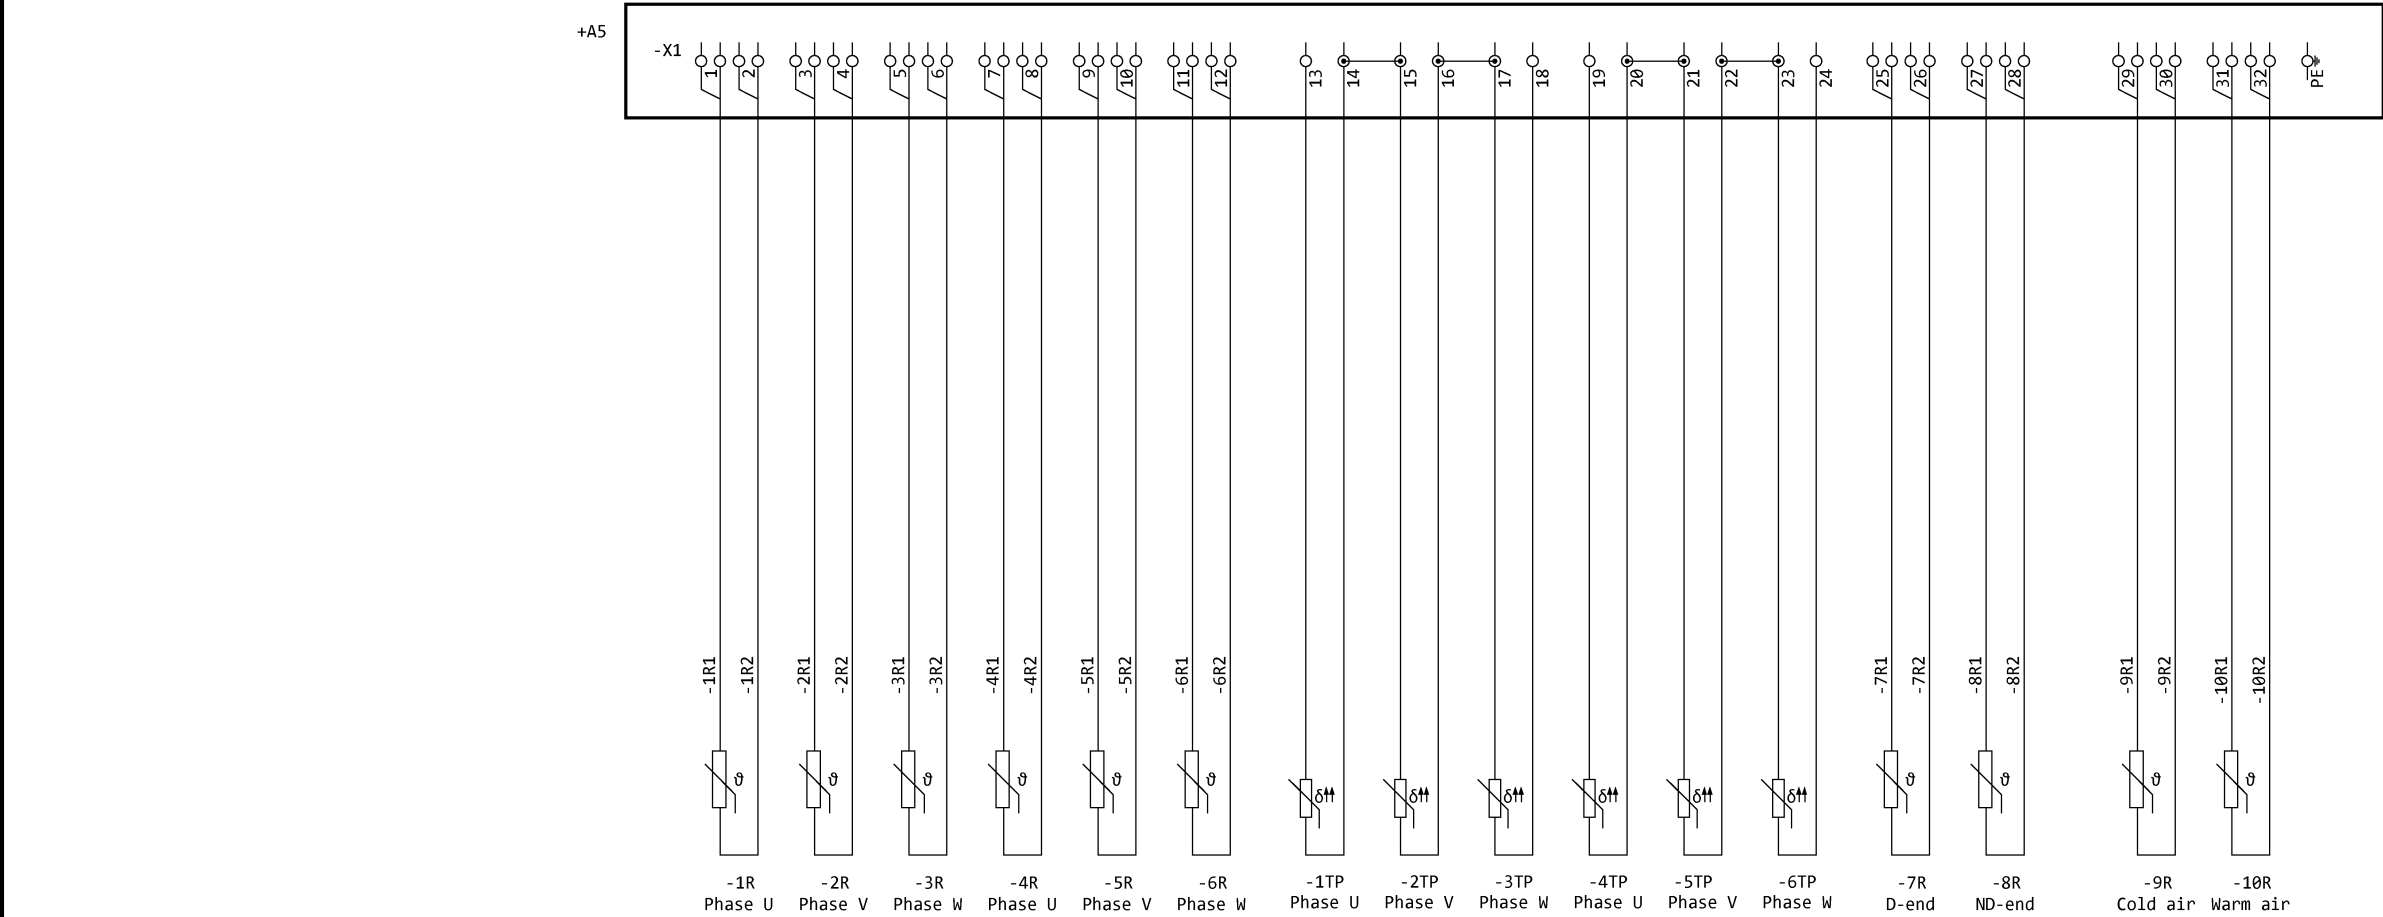 +A5
-X1
1 2 3 4 5 6 7 8 9 10 11 12 13 14 15 16 17 18 19 20 21 22 23 24 25 26 27 28 29 30 31 32 PE
-1R1 -1R2 -2R1 -2R2 -3R1 -3R2 -4R1 -4R2 -5R1 -5R2 -6R1 -6R2 -7R1 -7R2 -8R1 -8R2 -9R1 -9R2 -10R1 -10R2
ϑ ϑ ϑ ϑ ϑ ϑ δ δ δ δ δ δ ϑ ϑ ϑ ϑ
-1R -2R -3R -4R -5R -6R -1TP -2TP -3TP -4TP -5TP -6TP -7R -8R -9R -10R
Phase U Phase V Phase W Phase U Phase V Phase W Phase U Phase V Phase W Phase U Phase V Phase W D-end ND-end Cold air Warm air